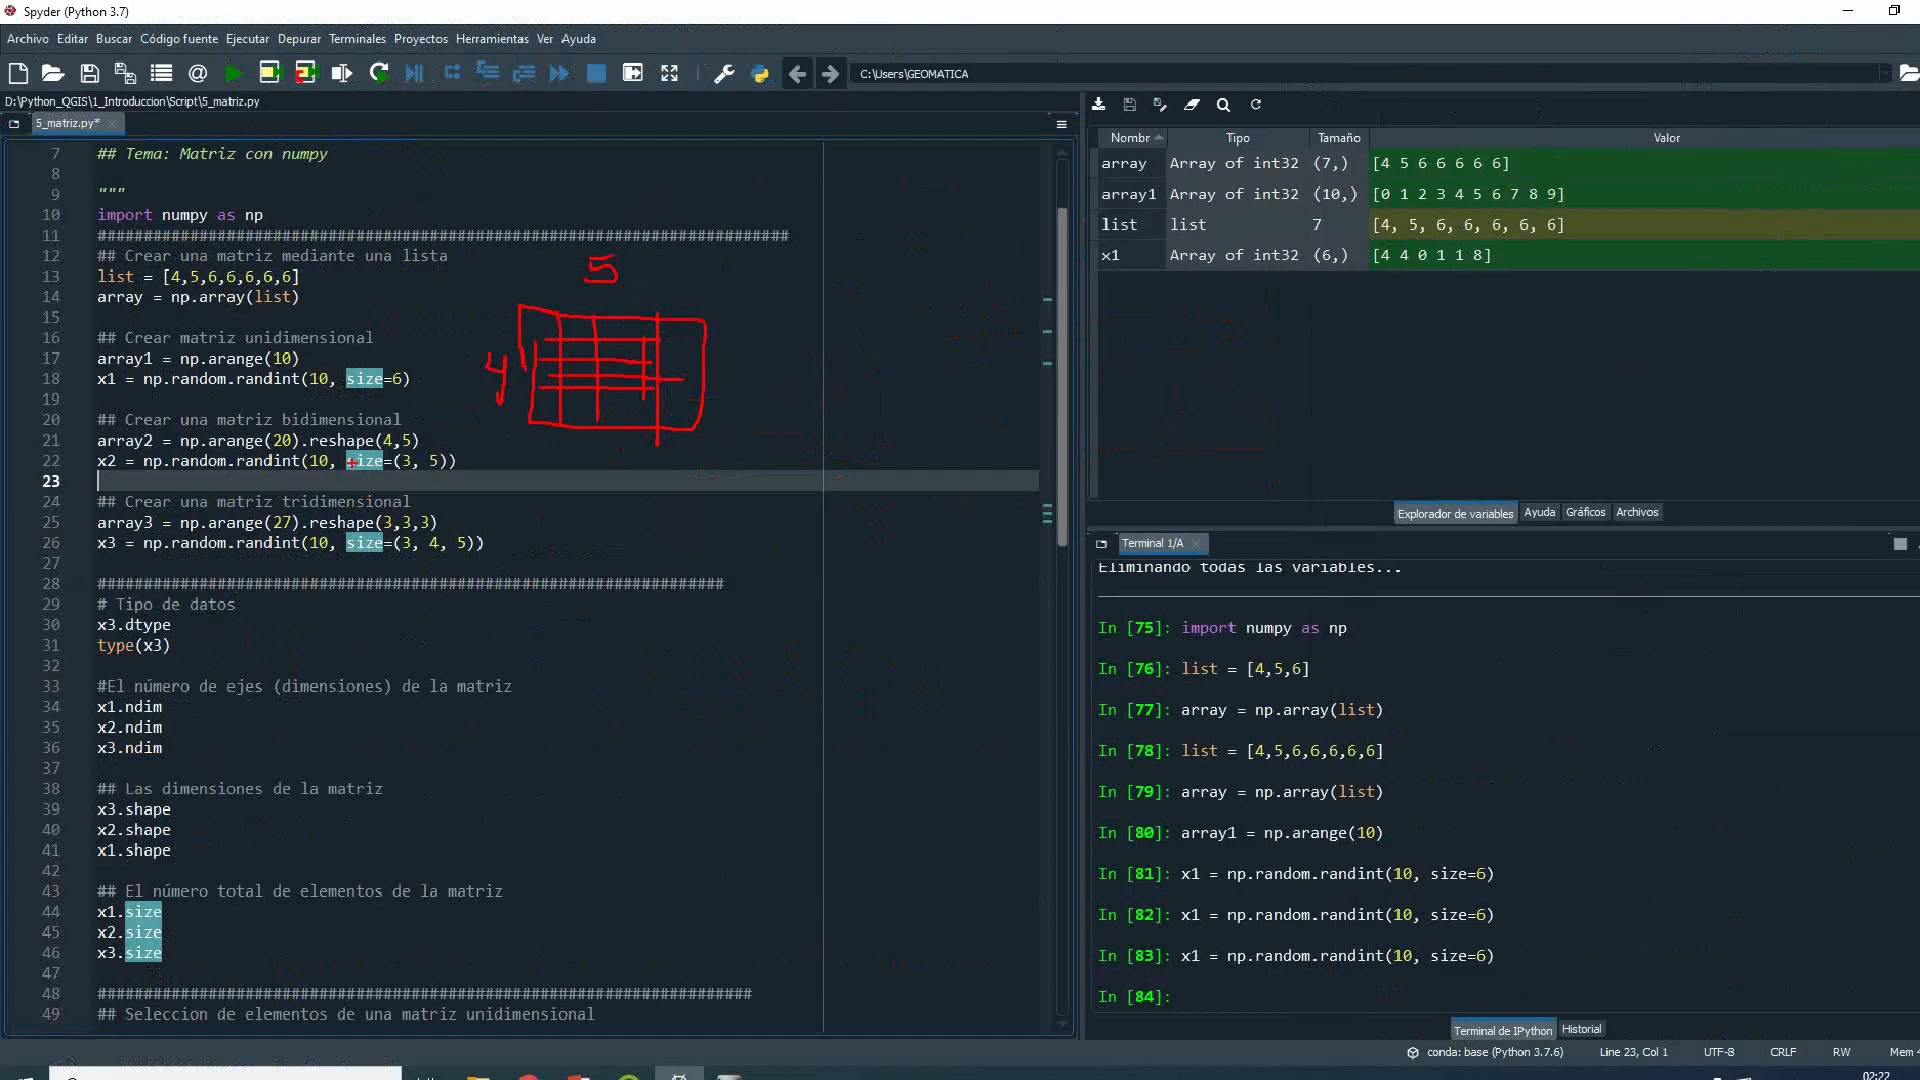 Spyder (Python 3.7)
Archivo Editar Buscar Código fuente Ejecutar Depurar Terminales Proyectos Herramientas Ver Ayuda
C:\Users\GEOMATICA
D:\Python_QGIS\1_Introduccion\Script\5_matriz.py
5_matriz.py*
7 ## Tema: Matriz con numpy
8
9 """
10 import numpy as np
11 ###########################################################################
12 ## Crear una matriz mediante una lista
13 list = [4,5,6,6,6,6,6]
14 array = np.array(list)
15
16 ## Crear matriz unidimensional
17 array1 = np.arange(10)
18 x1 = np.random.randint(10, size=6)
19
20 ## Crear una matriz bidimensional
21 array2 = np.arange(20).reshape(4,5)
22 x2 = np.random.randint(10, size=(3, 5))
23
24 ## Crear una matriz tridimensional
25 array3 = np.arange(27).reshape(3,3,3)
26 x3 = np.random.randint(10, size=(3, 4, 5))
27
28 ####################################################################
29 # Tipo de datos
30 x3.dtype
31 type(x3)
32
33 #El número de ejes (dimensiones) de la matriz
34 x1.ndim
35 x2.ndim
36 x3.ndim
37
38 ## Las dimensiones de la matriz
39 x3.shape
40 x2.shape
41 x1.shape
42
43 ## El número total de elementos de la matriz
44 x1.size
45 x2.size
46 x3.size
47
48 #######################################################################
49 ## Seleccion de elementos de una matriz unidimensional
5
4
Nombr Tipo Tamaño Valor
array Array of int32 (7,) [4 5 6 6 6 6 6]
array1 Array of int32 (10,) [0 1 2 3 4 5 6 7 8 9]
list list 7 [4, 5, 6, 6, 6, 6, 6]
x1 Array of int32 (6,) [4 4 0 1 1 8]
Explorador de variables Ayuda Gráficos Archivos
Terminal 1/A
Eliminando todas las variables...
In [75]: import numpy as np
In [76]: list = [4,5,6]
In [77]: array = np.array(list)
In [78]: list = [4,5,6,6,6,6,6]
In [79]: array = np.array(list)
In [80]: array1 = np.arange(10)
In [81]: x1 = np.random.randint(10, size=6)
In [82]: x1 = np.random.randint(10, size=6)
In [83]: x1 = np.random.randint(10, size=6)
In [84]:
Terminal de IPython Historial
conda: base (Python 3.7.6) Line 23, Col 1 UTF-8 CRLF RW Mem
02:22